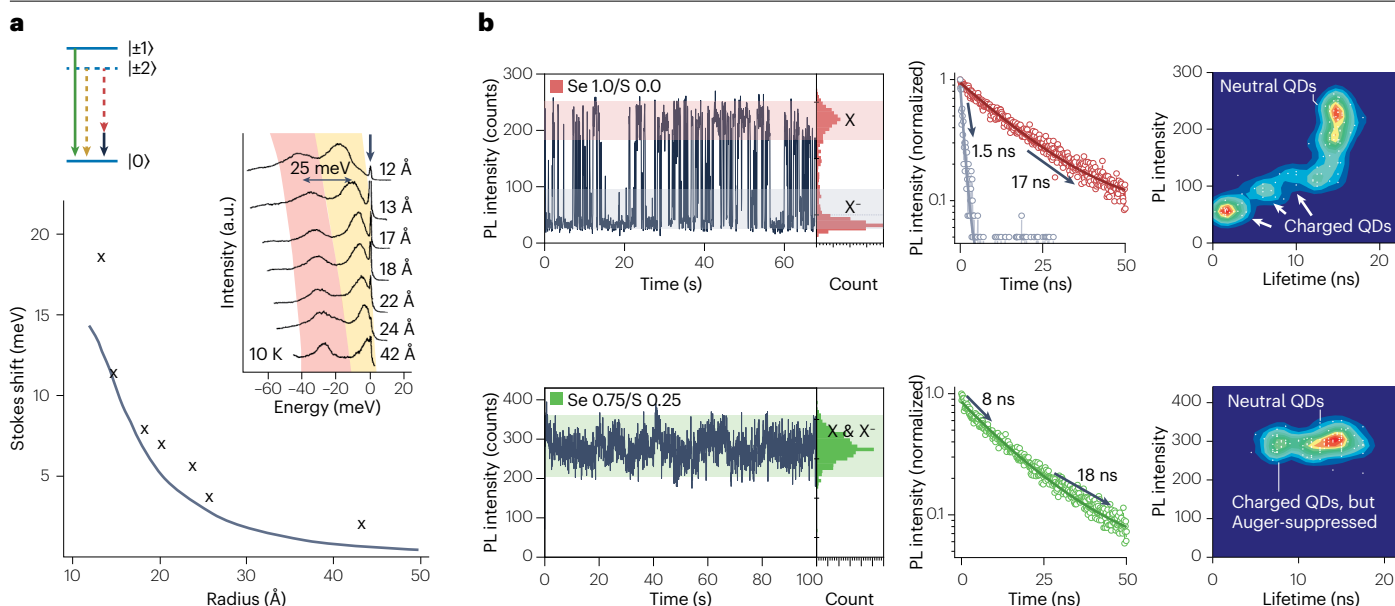 a
|±1⟩
|±2⟩
|0⟩
Stokes shift (meV)
20
15
10
5
10
20
30
40
50
Radius (Å)
Intensity (a.u.)
25 meV
12 Å
13 Å
17 Å
18 Å
22 Å
24 Å
10 K
42 Å
–60
–40
–20
0
20
Energy (meV)
b
PL intensity (counts)
300
200
100
0
Se 1.0/S 0.0
X
X-
0
20
40
60
Time (s)
Count
PL intensity (normalized)
1
0.1
1.5 ns
17 ns
0
25
50
Time (ns)
PL intensity
300
200
100
0
Neutral QDs
Charged QDs
0
10
20
Lifetime (ns)
PL intensity (counts)
400
300
200
100
0
Se 0.75/S 0.25
X & X-
0
20
40
60
80
100
Time (s)
Count
PL intensity (normalized)
1.0
0.1
8 ns
18 ns
0
25
50
Time (ns)
PL intensity
400
300
200
100
0
Neutral QDs
Charged QDs, but
Auger-suppressed
0
10
20
Lifetime (ns)